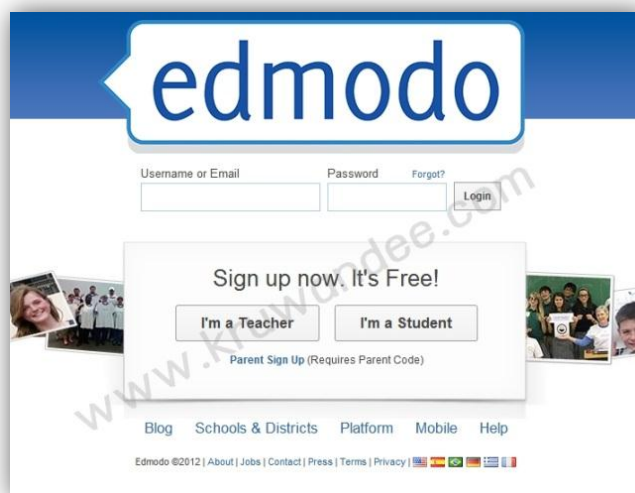 edmodo
Username or Email Password Forgot?
Login
Sign up now. It's Free!
I'm a Teacher I'm a Student
Parent Sign Up (Requires Parent Code)
www.kruwundee.com
Blog Schools & Districts Platform Mobile Help
Edmodo ©2012 | About | Jobs | Contact | Press | Terms | Privacy |